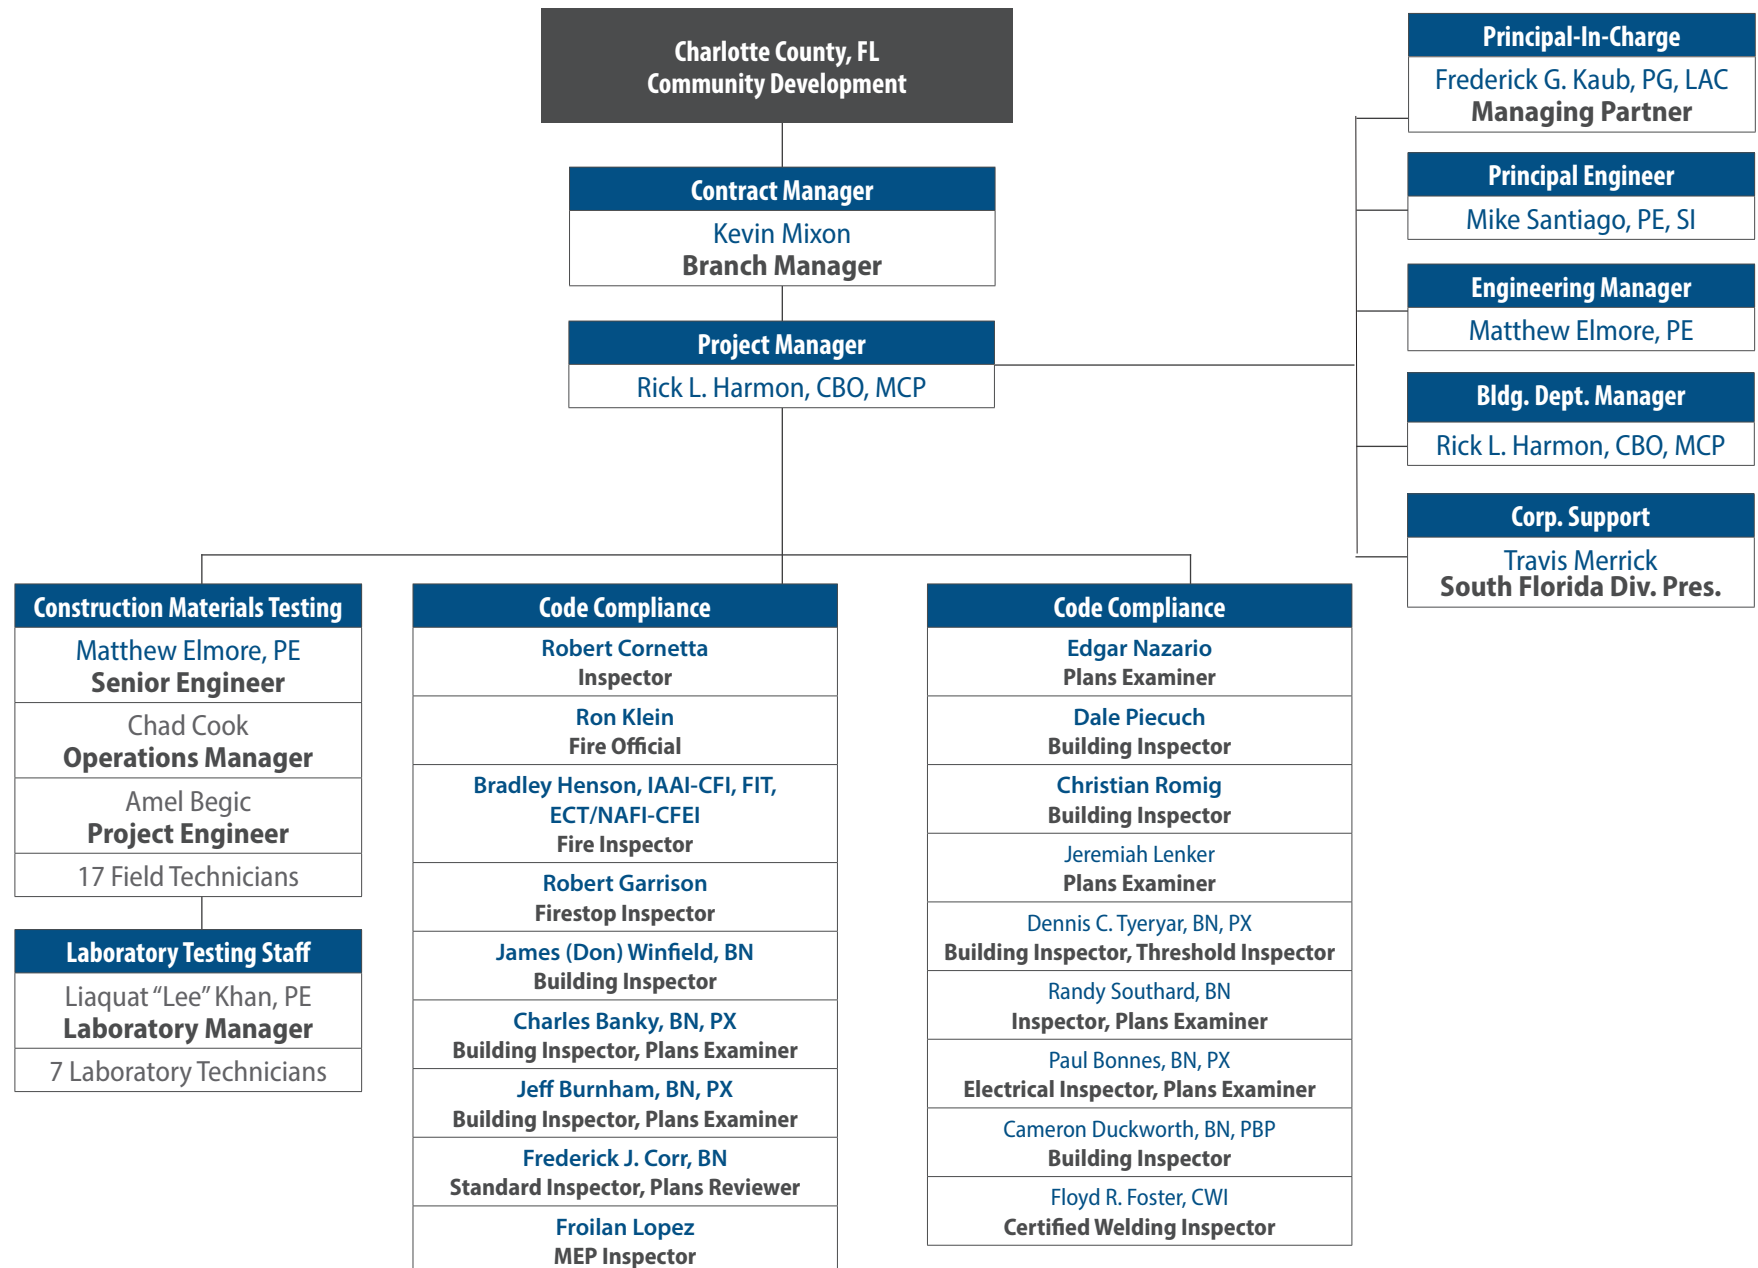 Charlotte County, FL
Community Development
Contract Manager
Kevin Mixon
Branch Manager
Project Manager
Rick L. Harmon, CBO, MCP
Principal-In-Charge
Frederick G. Kaub, PG, LAC
Managing Partner
Principal Engineer
Mike Santiago, PE, SI
Engineering Manager
Matthew Elmore, PE
Bldg. Dept. Manager
Rick L. Harmon, CBO, MCP
Corp. Support
Travis Merrick
South Florida Div. Pres.
Construction Materials Testing
Matthew Elmore, PE
Senior Engineer
Chad Cook
Operations Manager
Amel Begic
Project Engineer
17 Field Technicians
Laboratory Testing Staff
Liaquat “Lee” Khan, PE
Laboratory Manager
7 Laboratory Technicians
Code Compliance
Robert Cornetta
Inspector
Ron Klein
Fire Official
Bradley Henson, IAAI-CFI, FIT,
ECT/NAFI-CFEI
Fire Inspector
Robert Garrison
Firestop Inspector
James (Don) Winfield, BN
Building Inspector
Charles Banky, BN, PX
Building Inspector, Plans Examiner
Jeff Burnham, BN, PX
Building Inspector, Plans Examiner
Frederick J. Corr, BN
Standard Inspector, Plans Reviewer
Froilan Lopez
MEP Inspector
Code Compliance
Edgar Nazario
Plans Examiner
Dale Piecuch
Building Inspector
Christian Romig
Building Inspector
Jeremiah Lenker
Plans Examiner
Dennis C. Tyeryar, BN, PX
Building Inspector, Threshold Inspector
Randy Southard, BN
Inspector, Plans Examiner
Paul Bonnes, BN, PX
Electrical Inspector, Plans Examiner
Cameron Duckworth, BN, PBP
Building Inspector
Floyd R. Foster, CWI
Certified Welding Inspector